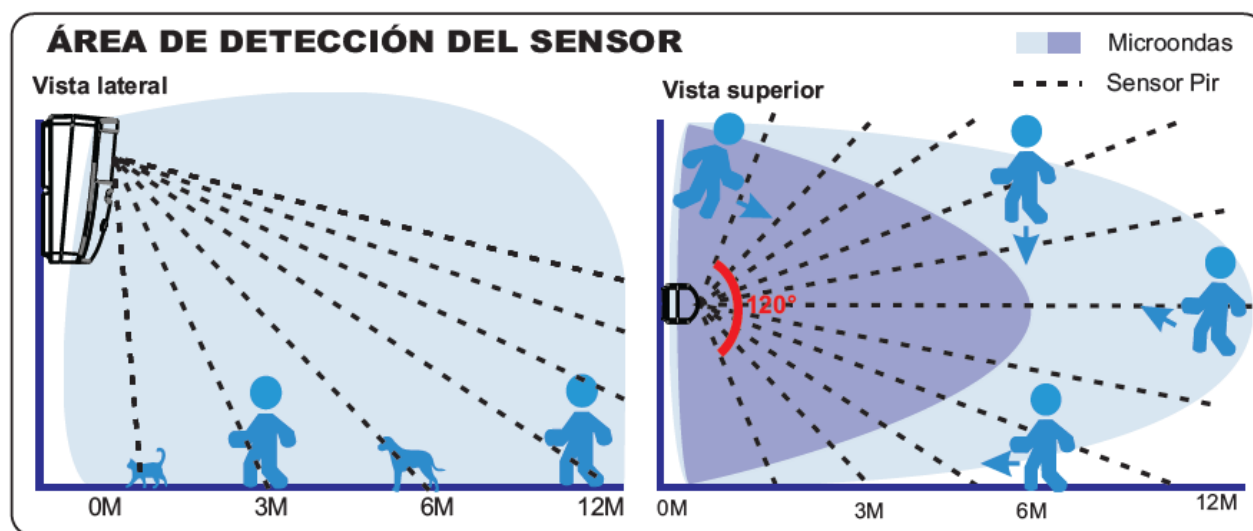 ÁREA DE DETECCIÓN DEL SENSOR
Microondas
Sensor Pir
Vista lateral
0M 3M 6M 12M
Vista superior
120°
0M 3M 6M 12M